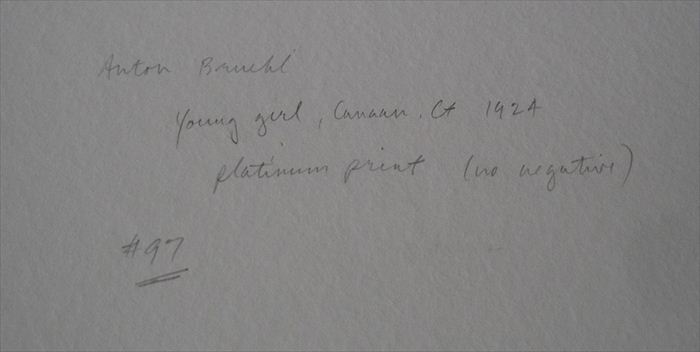 Anton Bruehl
Young girl, Canaan, Ct 1924
platinum print (no negative)
#97